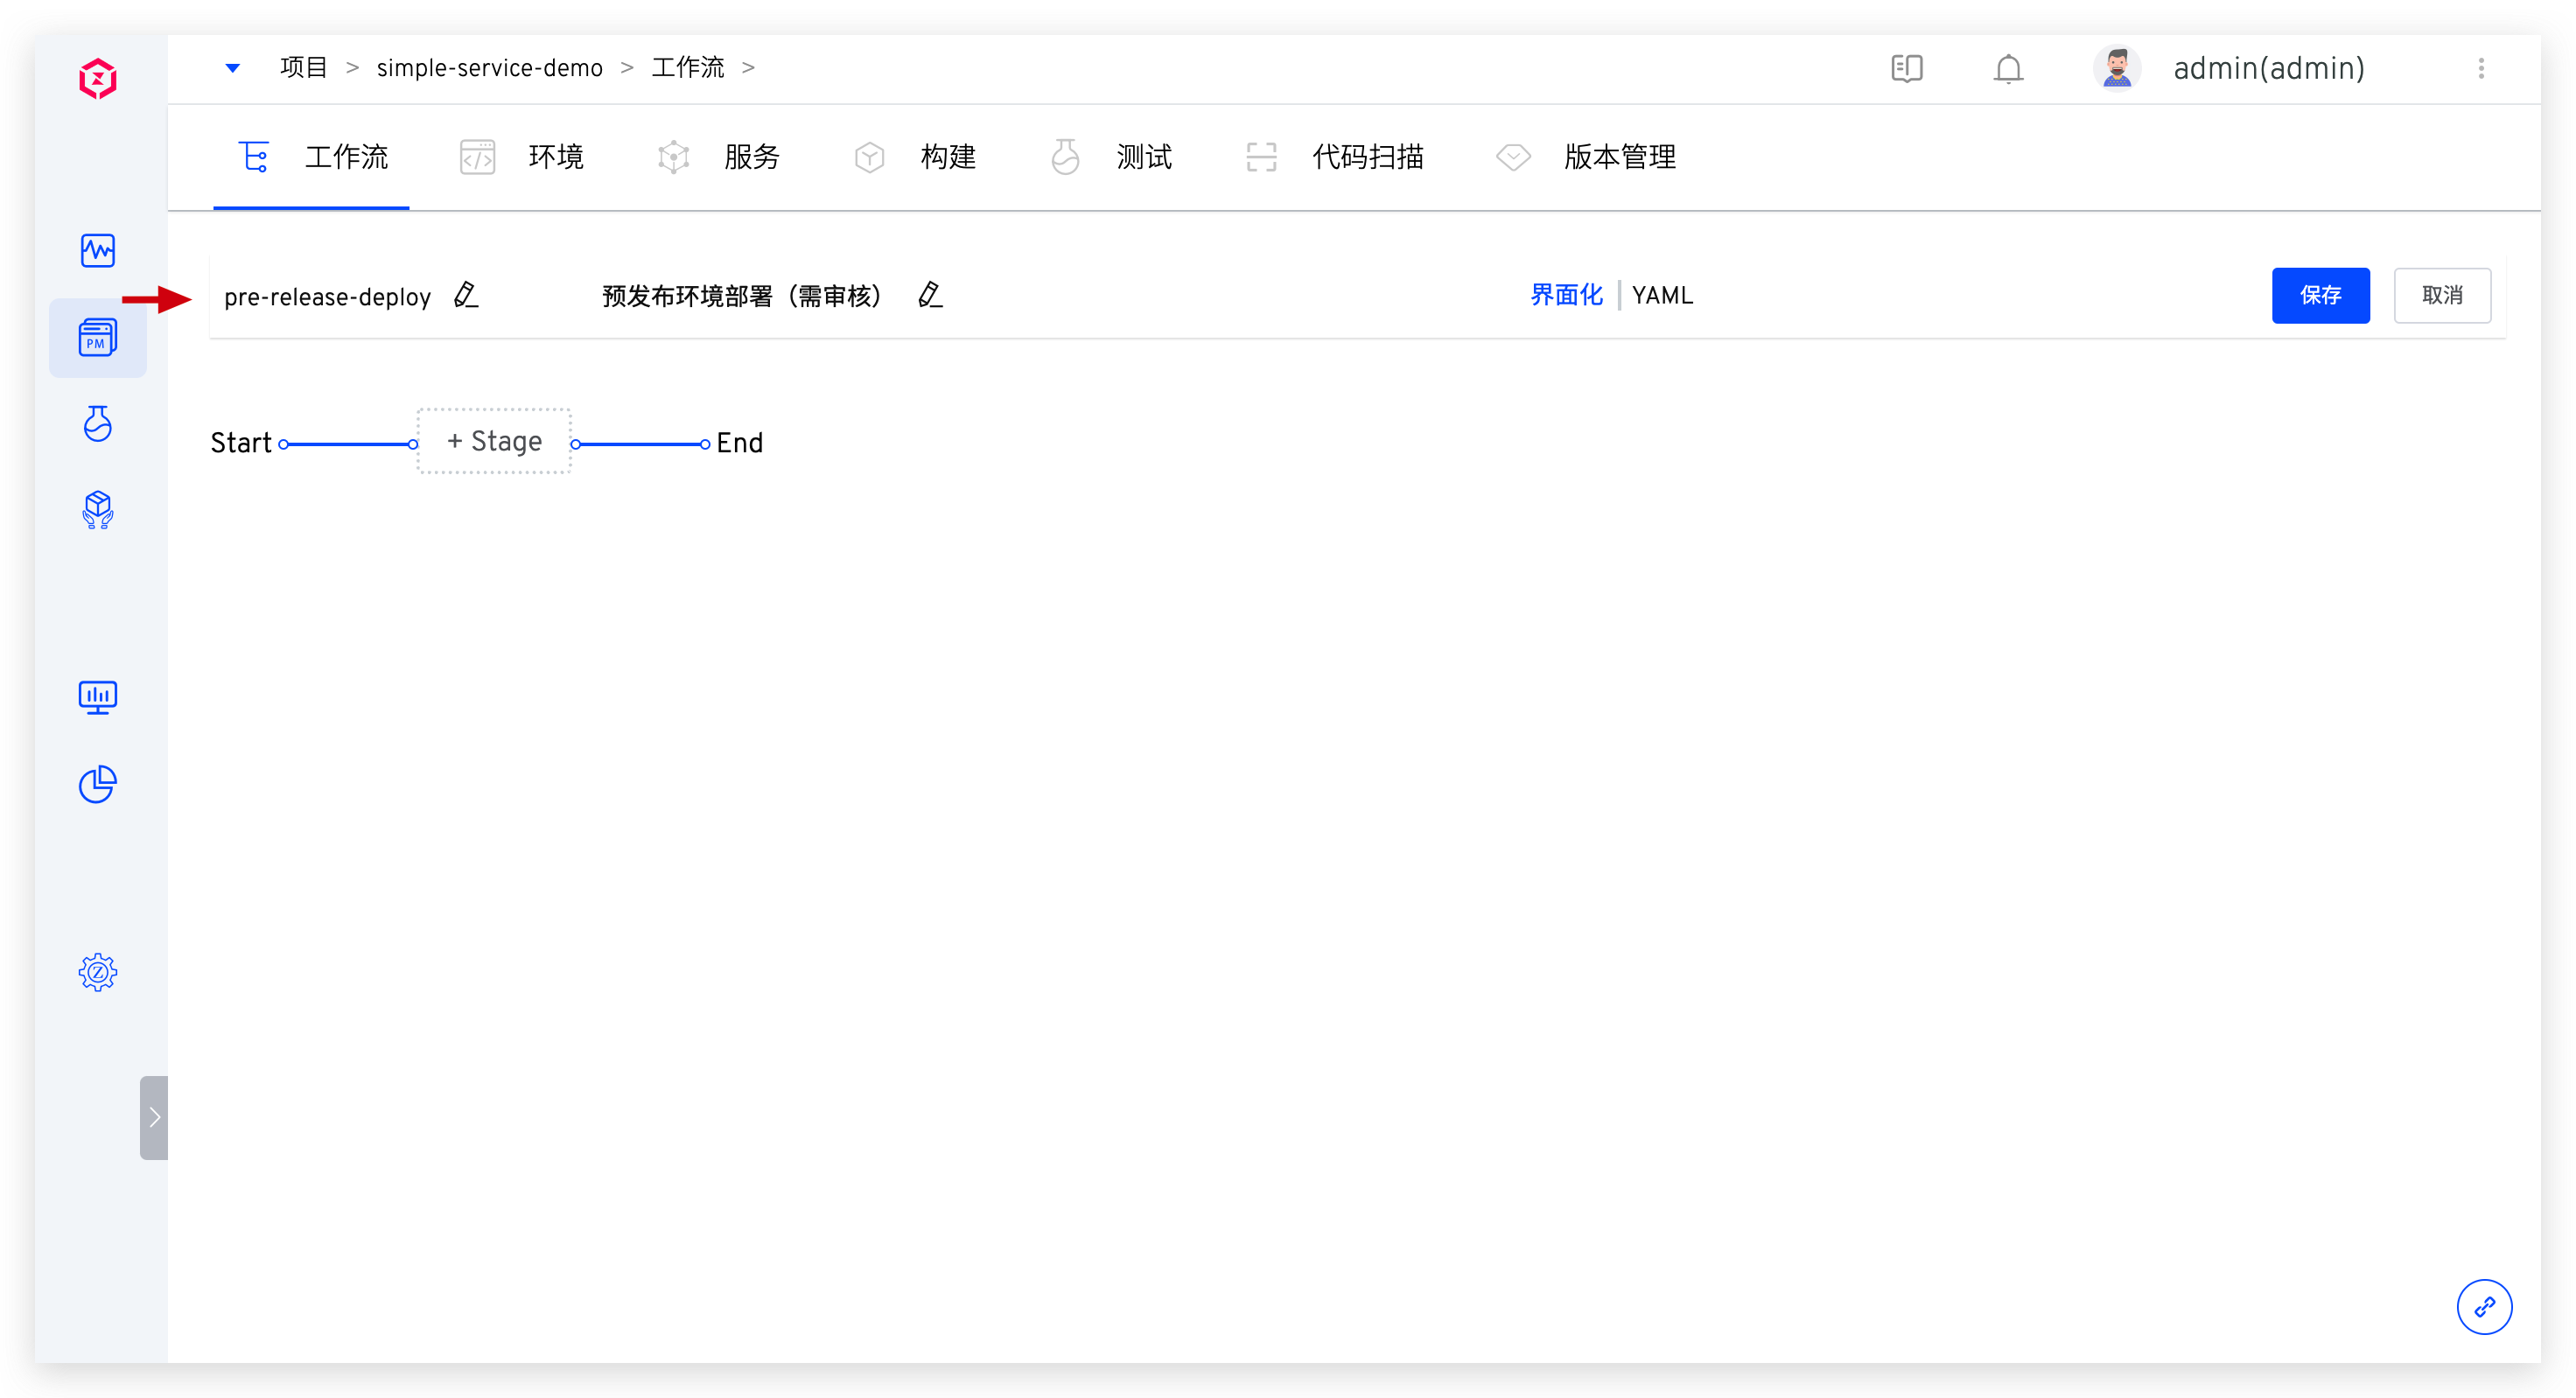 项目 > simple-service-demo > 工作流 >
admin(admin)
工作流 环境 服务 构建 测试 代码扫描 版本管理
PM
pre-release-deploy 预发布环境部署（需审核） 界面化 | YAML 保存 取消
Start + Stage End
Z